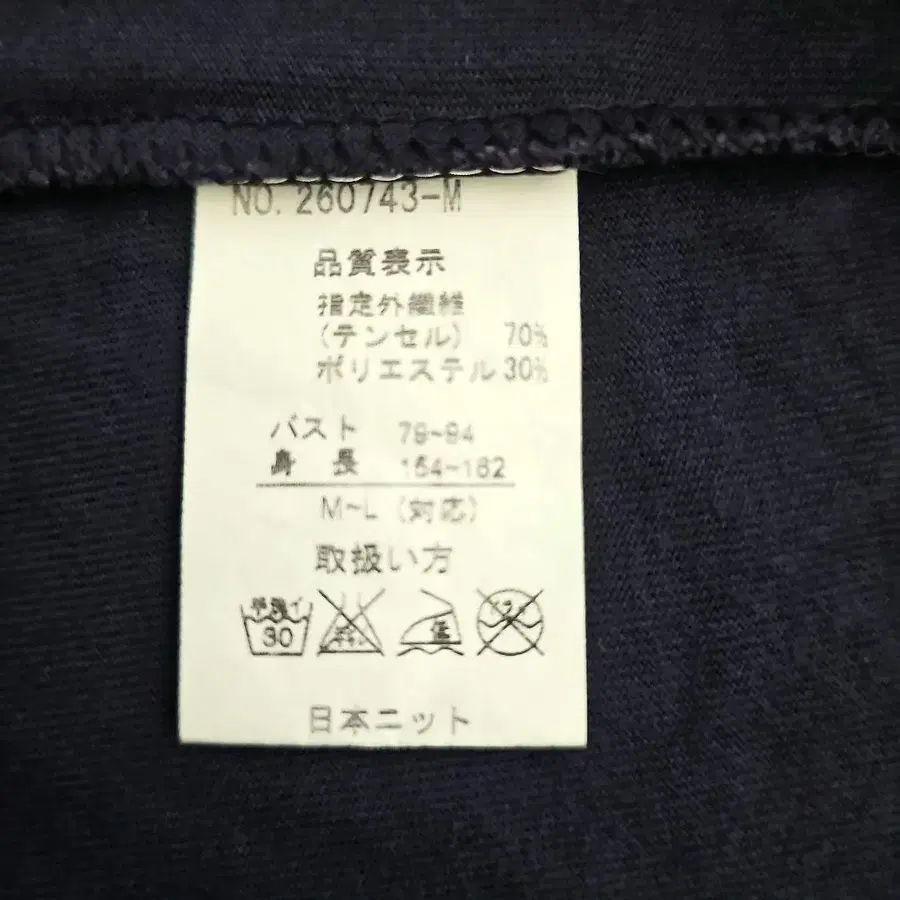 NO. 260743-M
品質表示
指定外繊維
(テンセル) 70%
ポリエステル 30%
バスト 79~94
身長 154~162
M~L (対応)
取扱い方
手洗イ
30
低
日本ニット